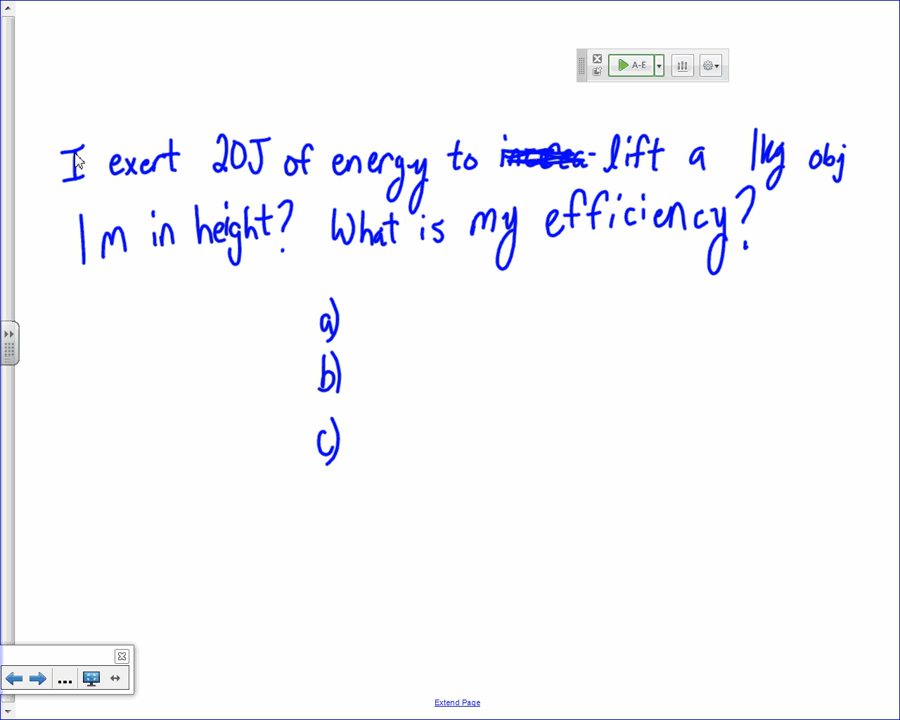 A-E
I exert 20J of energy to lift a 1kg obj
1m in height? What is my efficiency?
a)
b)
c)
...
Extend Page